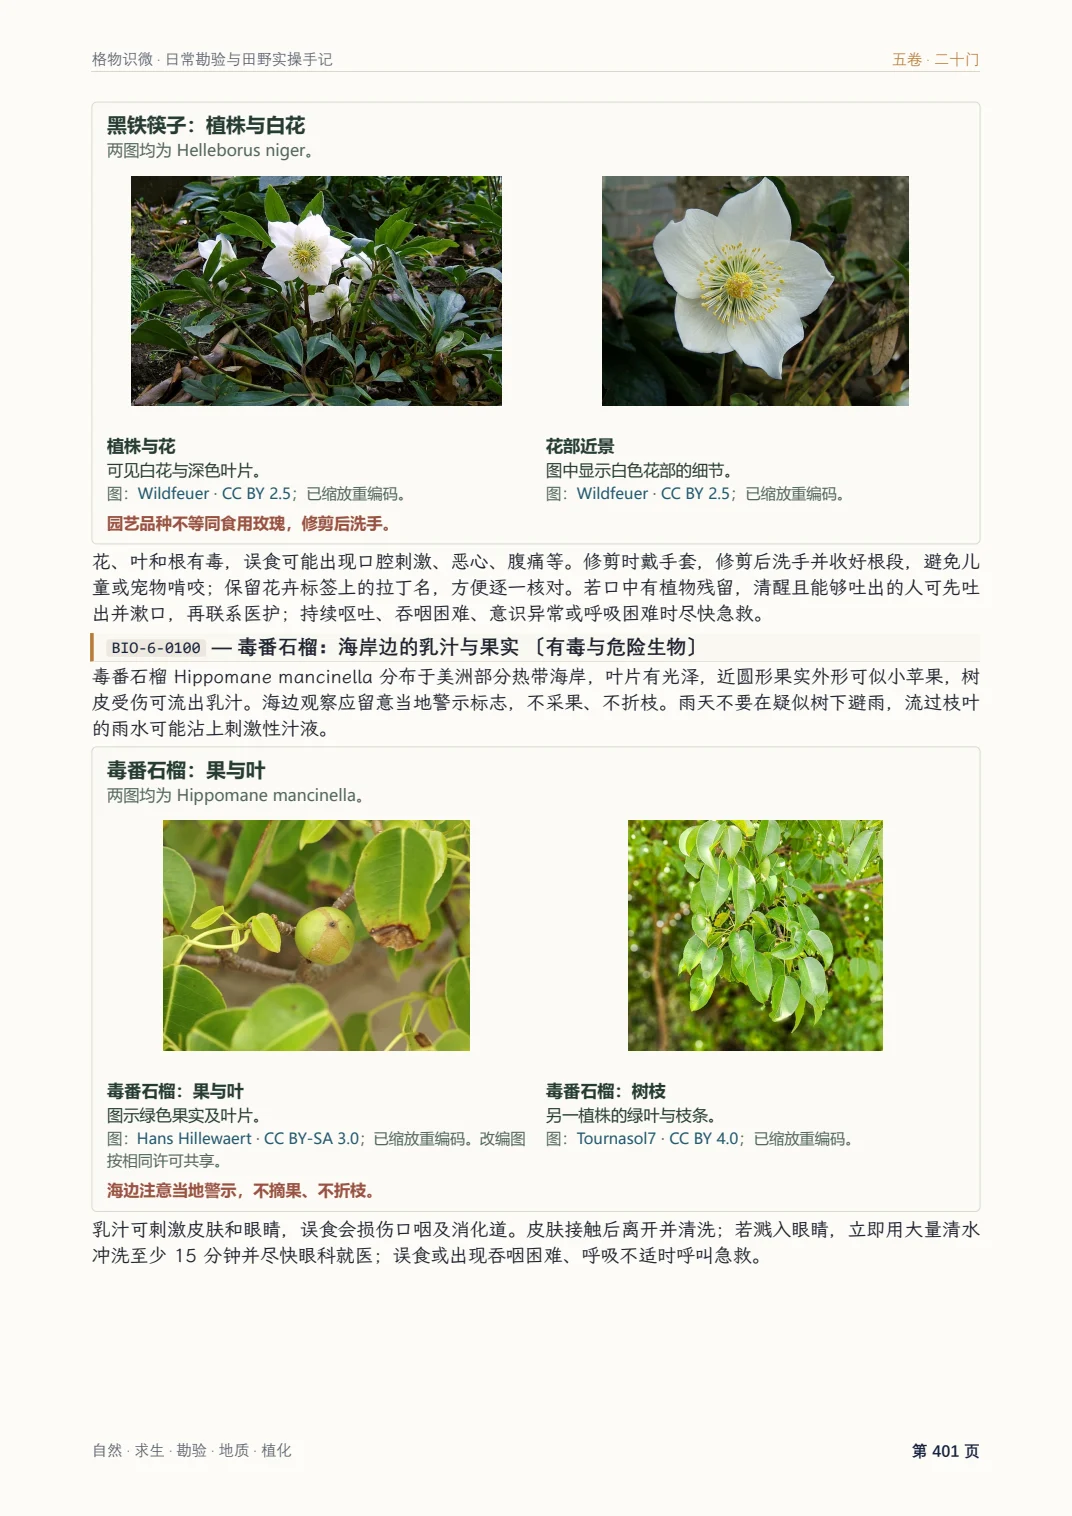 格物识微 · 日常勘验与田野实操手记
五卷 · 二十门
黑铁筷子：植株与白花
两图均为 Helleborus niger。
植株与花
可见白花与深色叶片。
图：Wildfeuer · CC BY 2.5；已缩放重编码。
花部近景
图中显示白色花部的细节。
图：Wildfeuer · CC BY 2.5；已缩放重编码。
园艺品种不等同食用玫瑰，修剪后洗手。
花、叶和根有毒，误食可能出现口腔刺激、恶心、腹痛等。修剪时戴手套，修剪后洗手并收好根段，避免儿
童或宠物啃咬；保留花卉标签上的拉丁名，方便逐一核对。若口中有植物残留，清醒且能够吐出的人可先吐
出并漱口，再联系医护；持续呕吐、吞咽困难、意识异常或呼吸困难时尽快急救。
BIO-6-0100 — 毒番石榴：海岸边的乳汁与果实 〔有毒与危险生物〕
毒番石榴 Hippomane mancinella 分布于美洲部分热带海岸，叶片有光泽，近圆形果实外形可似小苹果，树
皮受伤可流出乳汁。海边观察应留意当地警示标志，不采果、不折枝。雨天不要在疑似树下避雨，流过枝叶
的雨水可能沾上刺激性汁液。
毒番石榴：果与叶
两图均为 Hippomane mancinella。
毒番石榴：果与叶
图示绿色果实及叶片。
图：Hans Hillewaert · CC BY-SA 3.0；已缩放重编码。改编图
按相同许可共享。
毒番石榴：树枝
另一植株的绿叶与枝条。
图：Tournasol7 · CC BY 4.0；已缩放重编码。
海边注意当地警示，不摘果、不折枝。
乳汁可刺激皮肤和眼睛，误食会损伤口咽及消化道。皮肤接触后离开并清洗；若溅入眼睛，立即用大量清水
冲洗至少 15 分钟并尽快眼科就医；误食或出现吞咽困难、呼吸不适时呼叫急救。
自然 · 求生 · 勘验 · 地质 · 植化
第 401 页